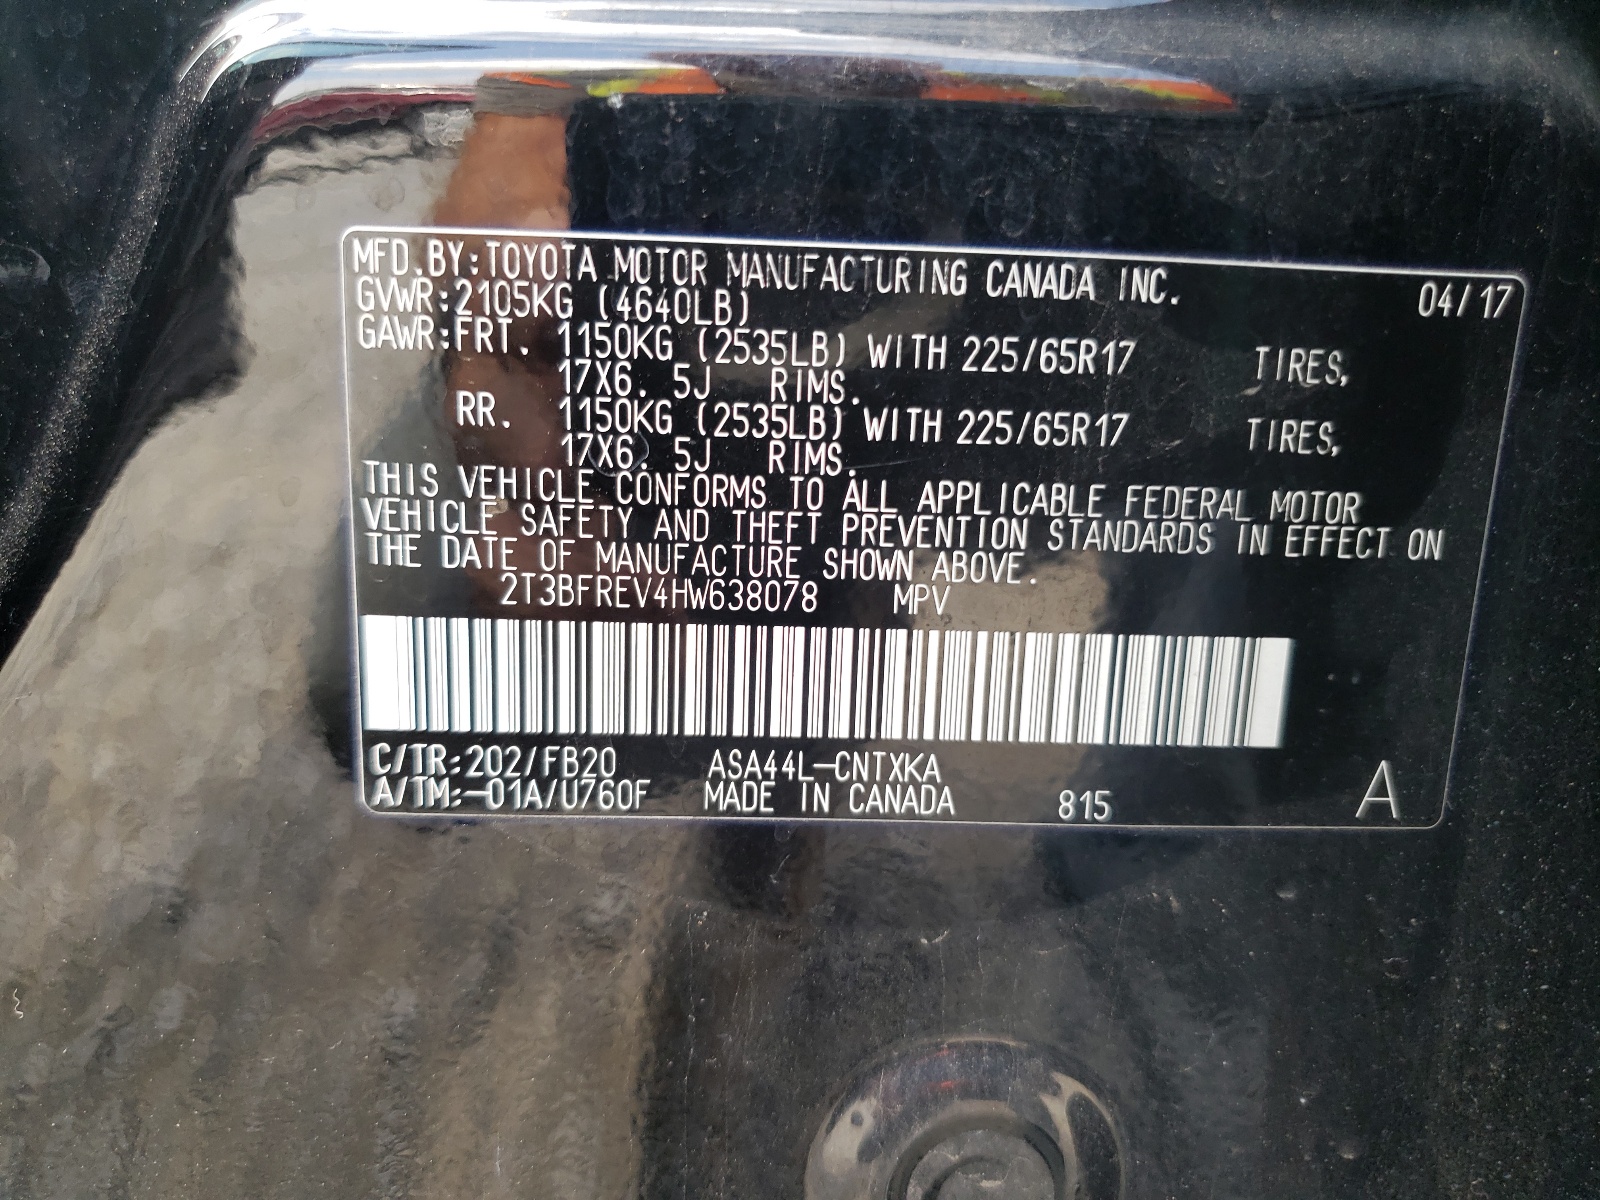 MFD.BY:TOYOTA MOTOR MANUFACTURING CANADA INC. 04/17
GVWR:2105KG (4640LB)
GAWR:FRT. 1150KG (2535LB) WITH 225/65R17 TIRES,
17X6. 5J RIMS.
RR. 1150KG (2535LB) WITH 225/65R17 TIRES,
17X6. 5J RIMS.
THIS VEHICLE CONFORMS TO ALL APPLICABLE FEDERAL MOTOR
VEHICLE SAFETY AND THEFT PREVENTION STANDARDS IN EFFECT ON
THE DATE OF MANUFACTURE SHOWN ABOVE.
2T3BFREV4HW638078 MPV
C/TR:202/FB20 ASA44L-CNTXKA
A/TM:-01A/U760F MADE IN CANADA 815 A